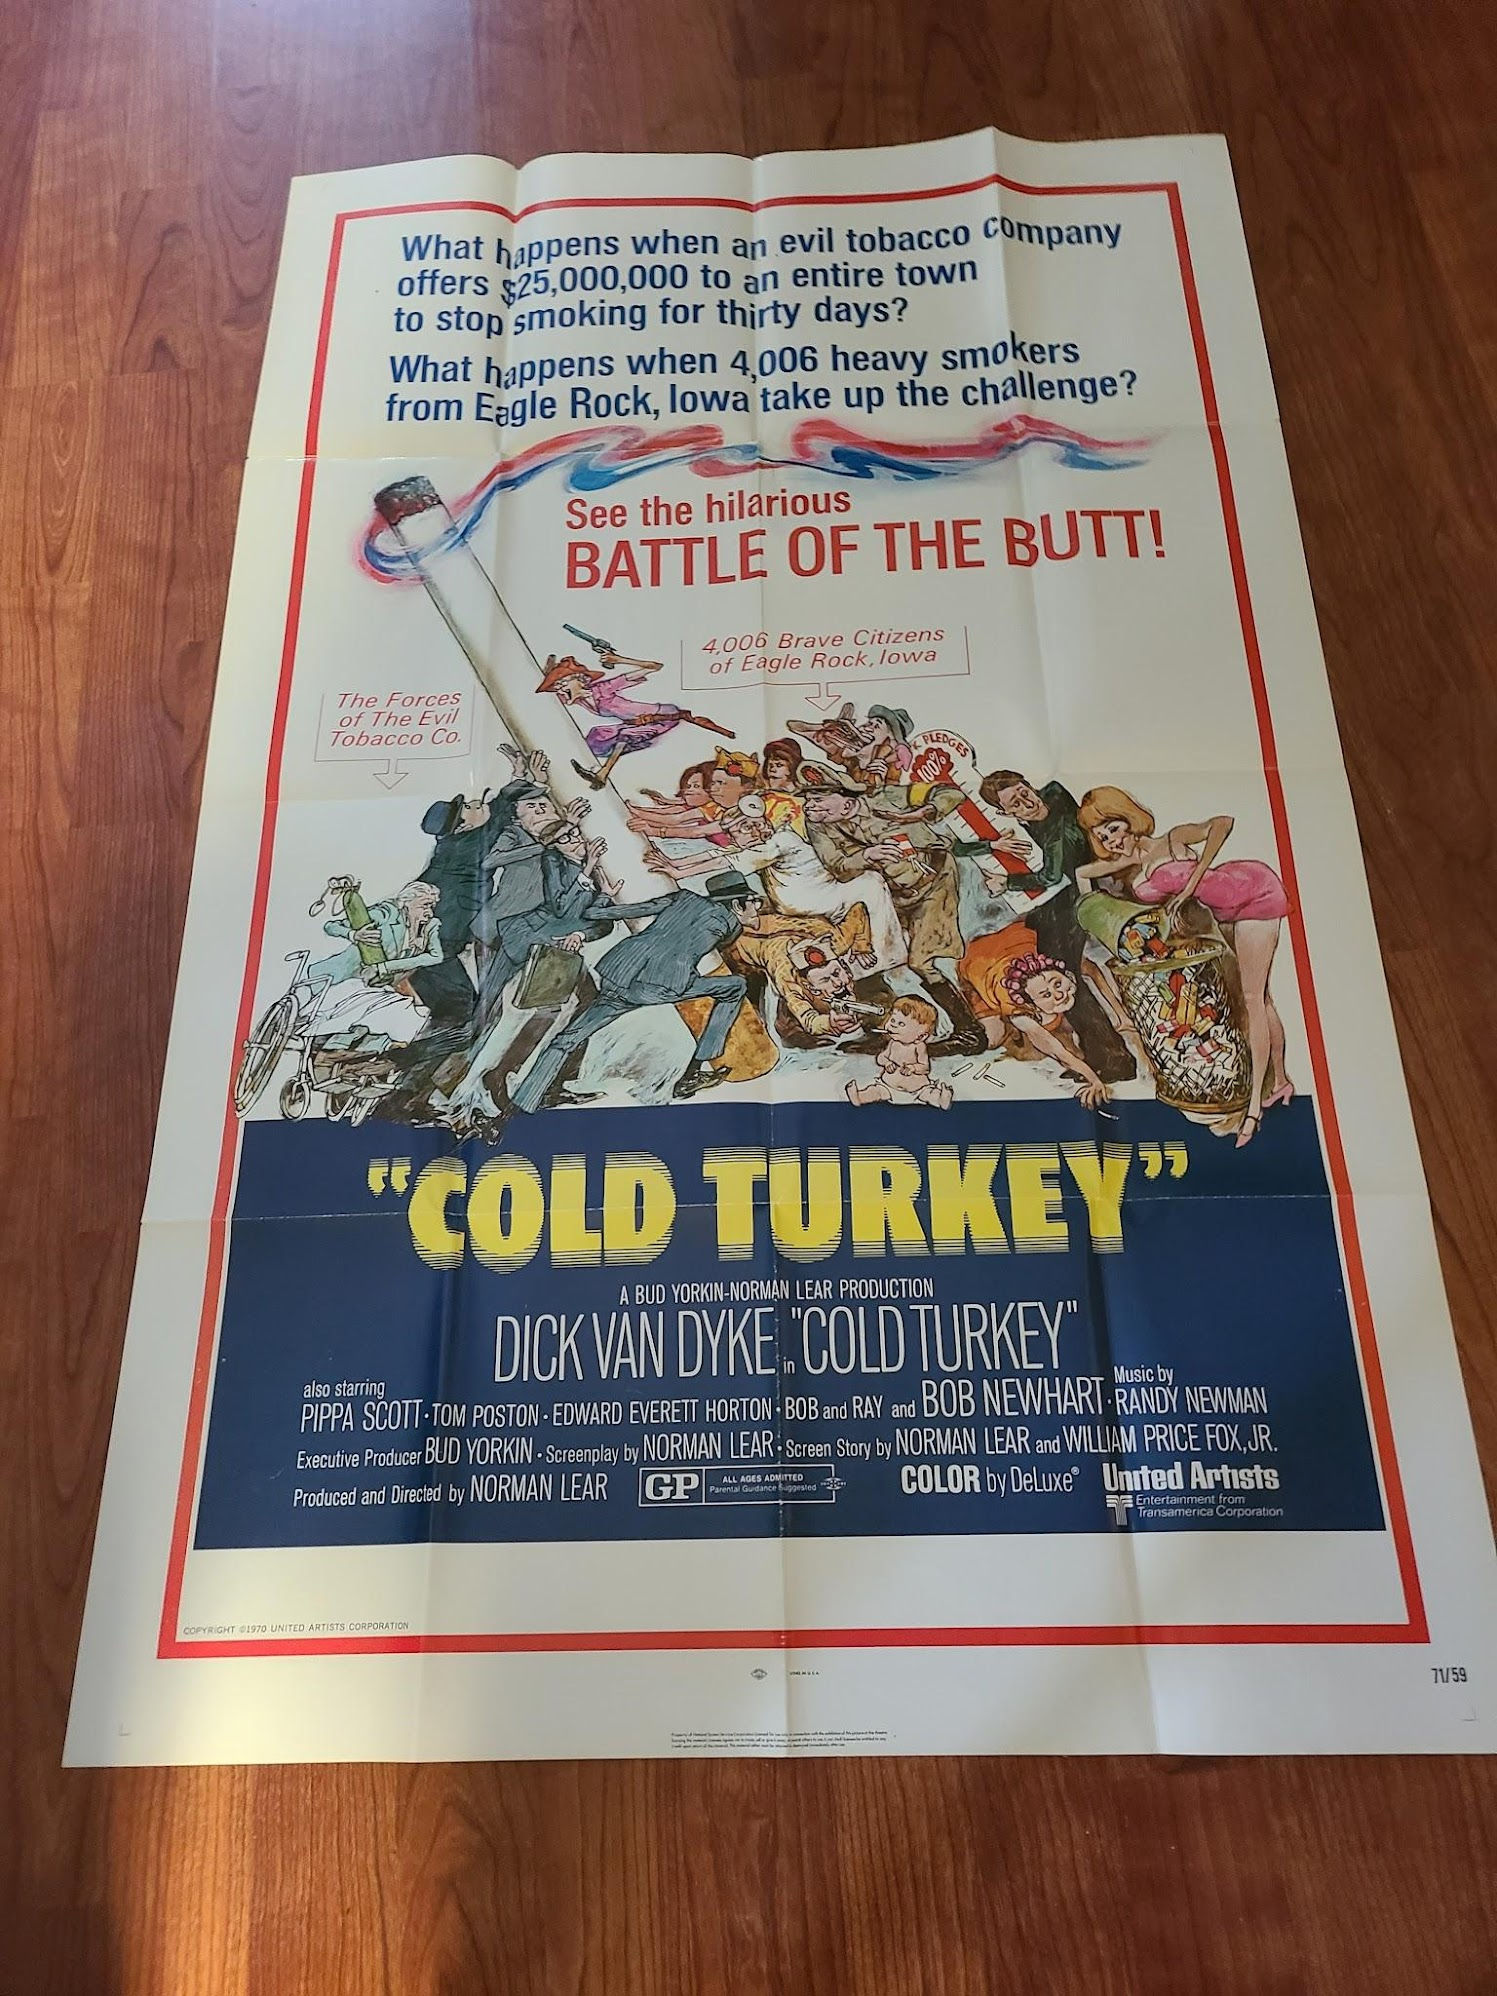 What happens when an evil tobacco company
offers $25,000,000 to an entire town
to stop smoking for thirty days?
What happens when 4,006 heavy smokers
from Eagle Rock, Iowa take up the challenge?
See the hilarious
BATTLE OF THE BUTT!
4,006 Brave Citizens
of Eagle Rock, Iowa
The Forces
of The Evil
Tobacco Co.
PLEDGES
100%
"COLD TURKEY"
A BUD YORKIN-NORMAN LEAR PRODUCTION
DICK VAN DYKE in "COLD TURKEY"
also starring
PIPPA SCOTT · TOM POSTON · EDWARD EVERETT HORTON · BOB and RAY and BOB NEWHART · Music by RANDY NEWMAN
Executive Producer BUD YORKIN · Screenplay by NORMAN LEAR · Screen Story by NORMAN LEAR and WILLIAM PRICE FOX, JR.
Produced and Directed by NORMAN LEAR
GP ALL AGES ADMITTED
Parental Guidance Suggested
COLOR by DeLuxe®
United Artists
Entertainment from
Transamerica Corporation
COPYRIGHT ©1970 UNITED ARTISTS CORPORATION
71/59